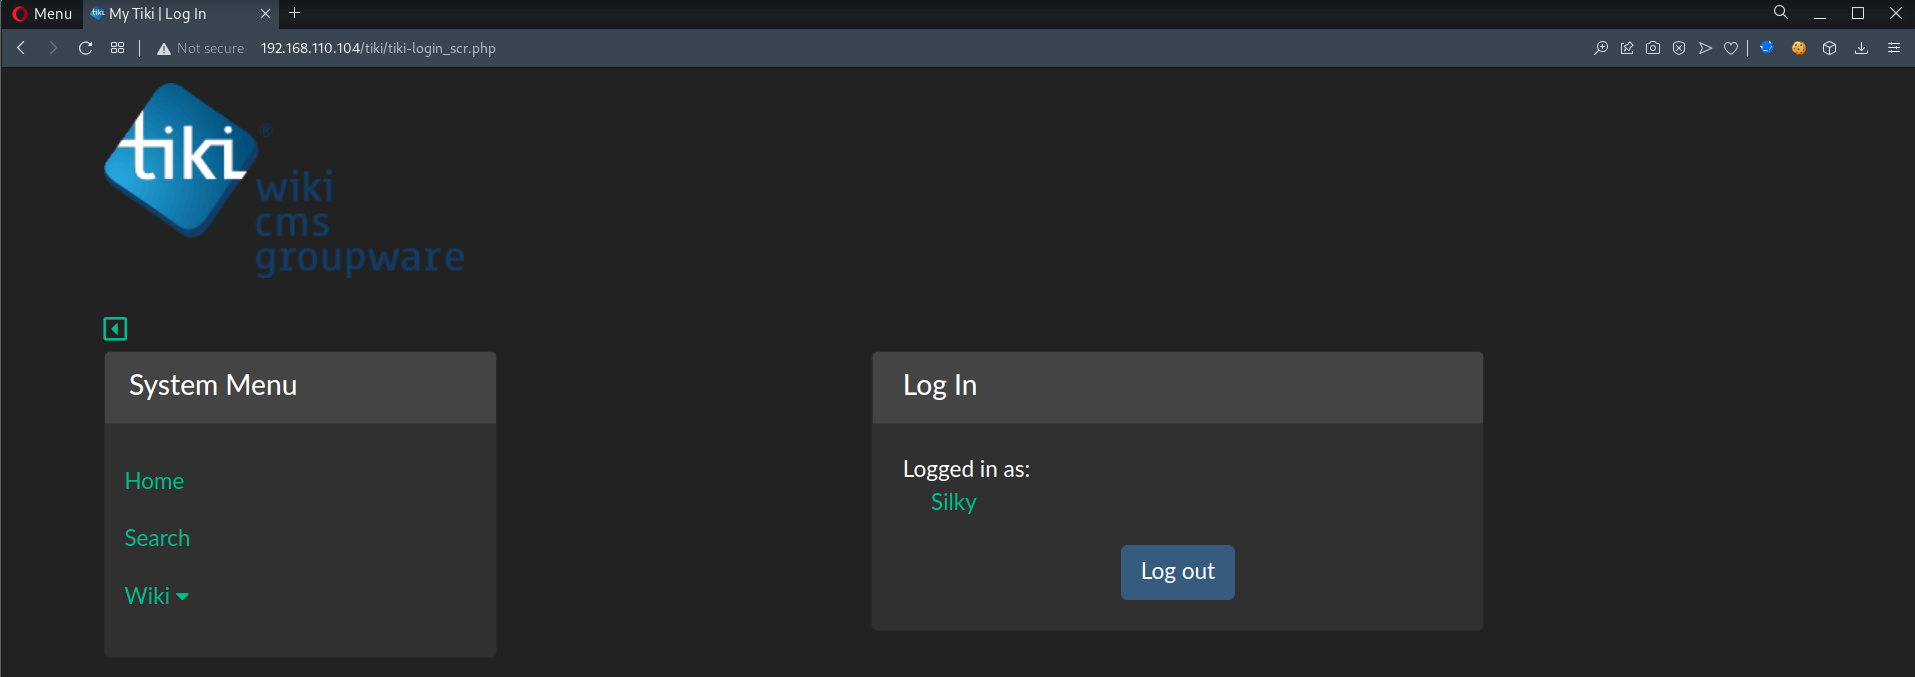 Menu
tiki My Tiki | Log In
Not secure 192.168.110.104/tiki/tiki-login_scr.php
tiki®
wiki
cms
groupware
System Menu
Home
Search
Wiki
Log In
Logged in as:
Silky
Log out